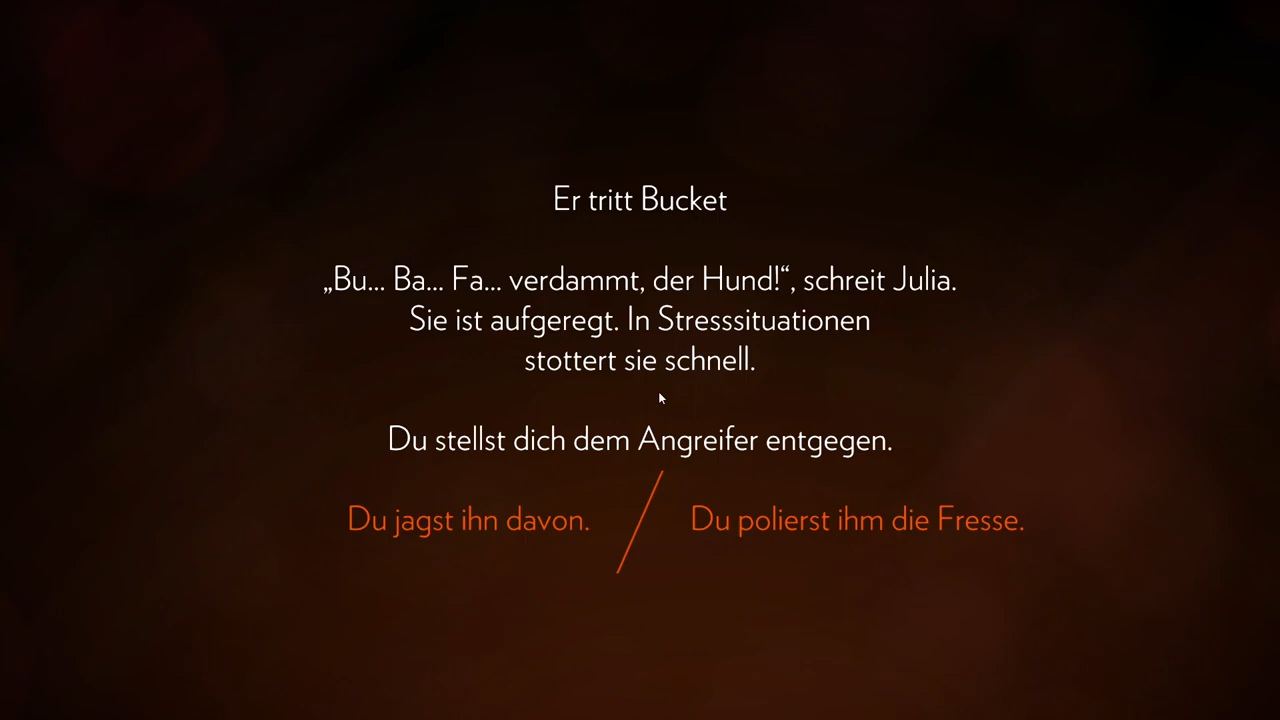 Er tritt Bucket
„Bu... Ba... Fa... verdammt, der Hund!“, schreit Julia.
Sie ist aufgeregt. In Stresssituationen
stottert sie schnell.
Du stellst dich dem Angreifer entgegen.
Du jagst ihn davon. / Du polierst ihm die Fresse.